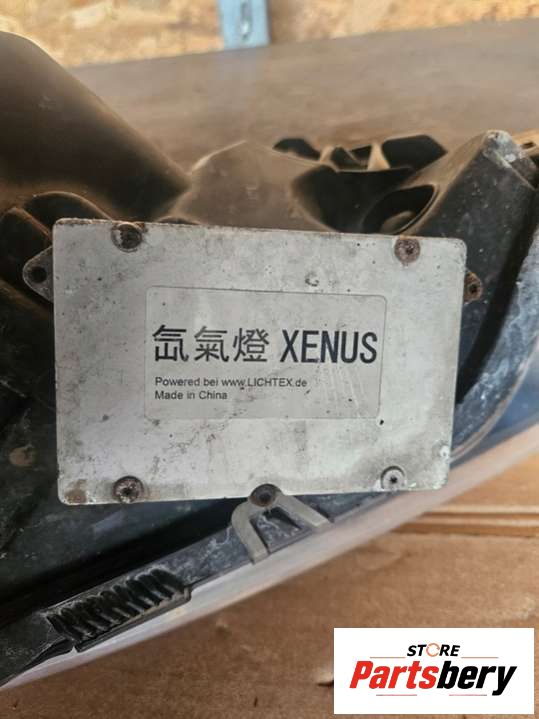 氙氣燈 XENUS
Powered bei www.LICHTEX.de
Made in China
STORE
Partsbery